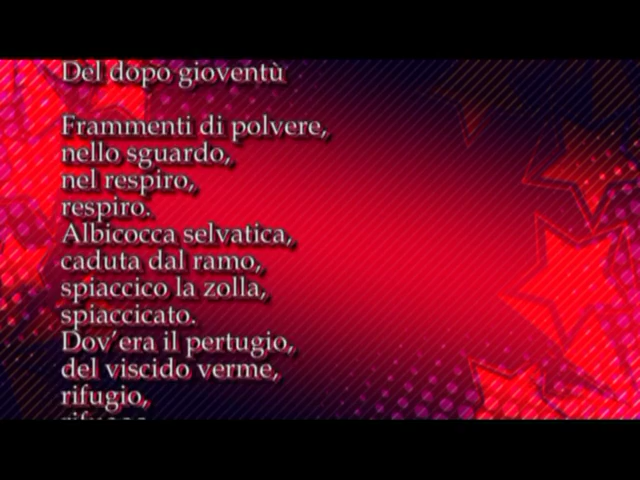 Del dopo gioventù
Frammenti di polvere,
nello sguardo,
nel respiro,
respiro.
Albicocca selvatica,
caduta dal ramo,
spiaccico la zolla,
spiaccicato.
Dov'era il pertugio,
del viscido verme,
rifugio,